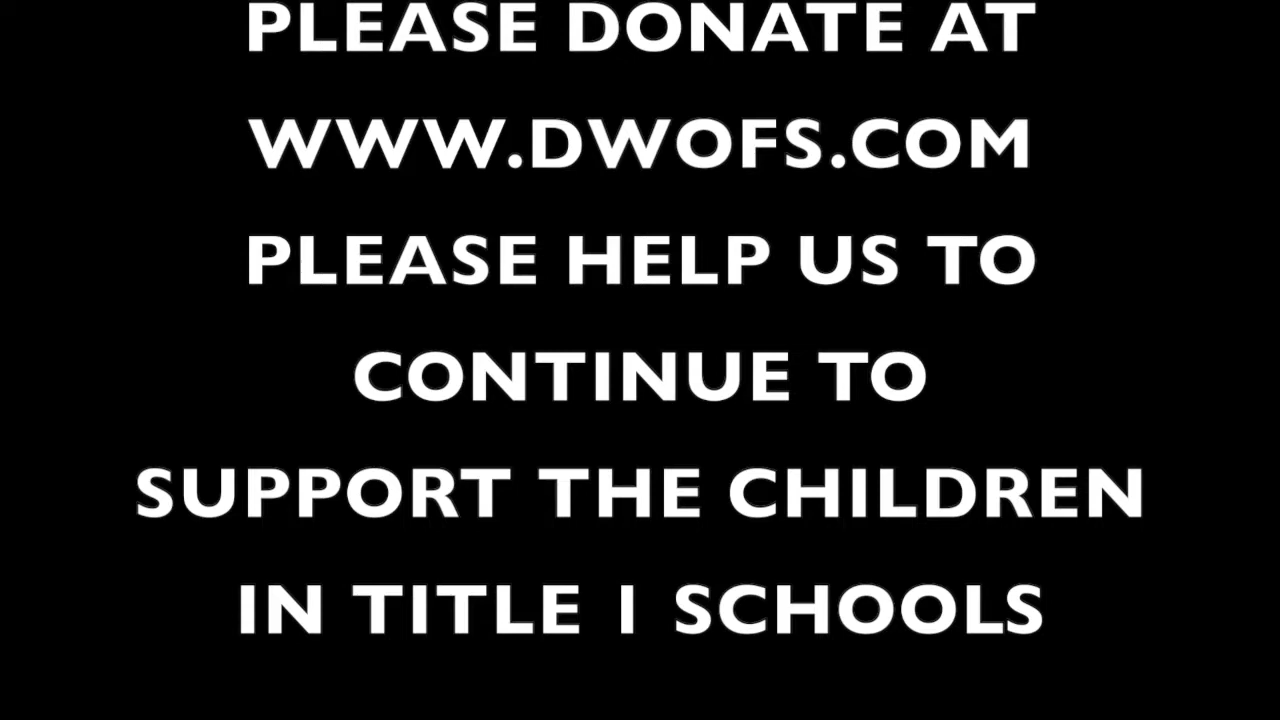 PLEASE DONATE AT
WWW.DWOFS.COM
PLEASE HELP US TO
CONTINUE TO
SUPPORT THE CHILDREN
IN TITLE 1 SCHOOLS